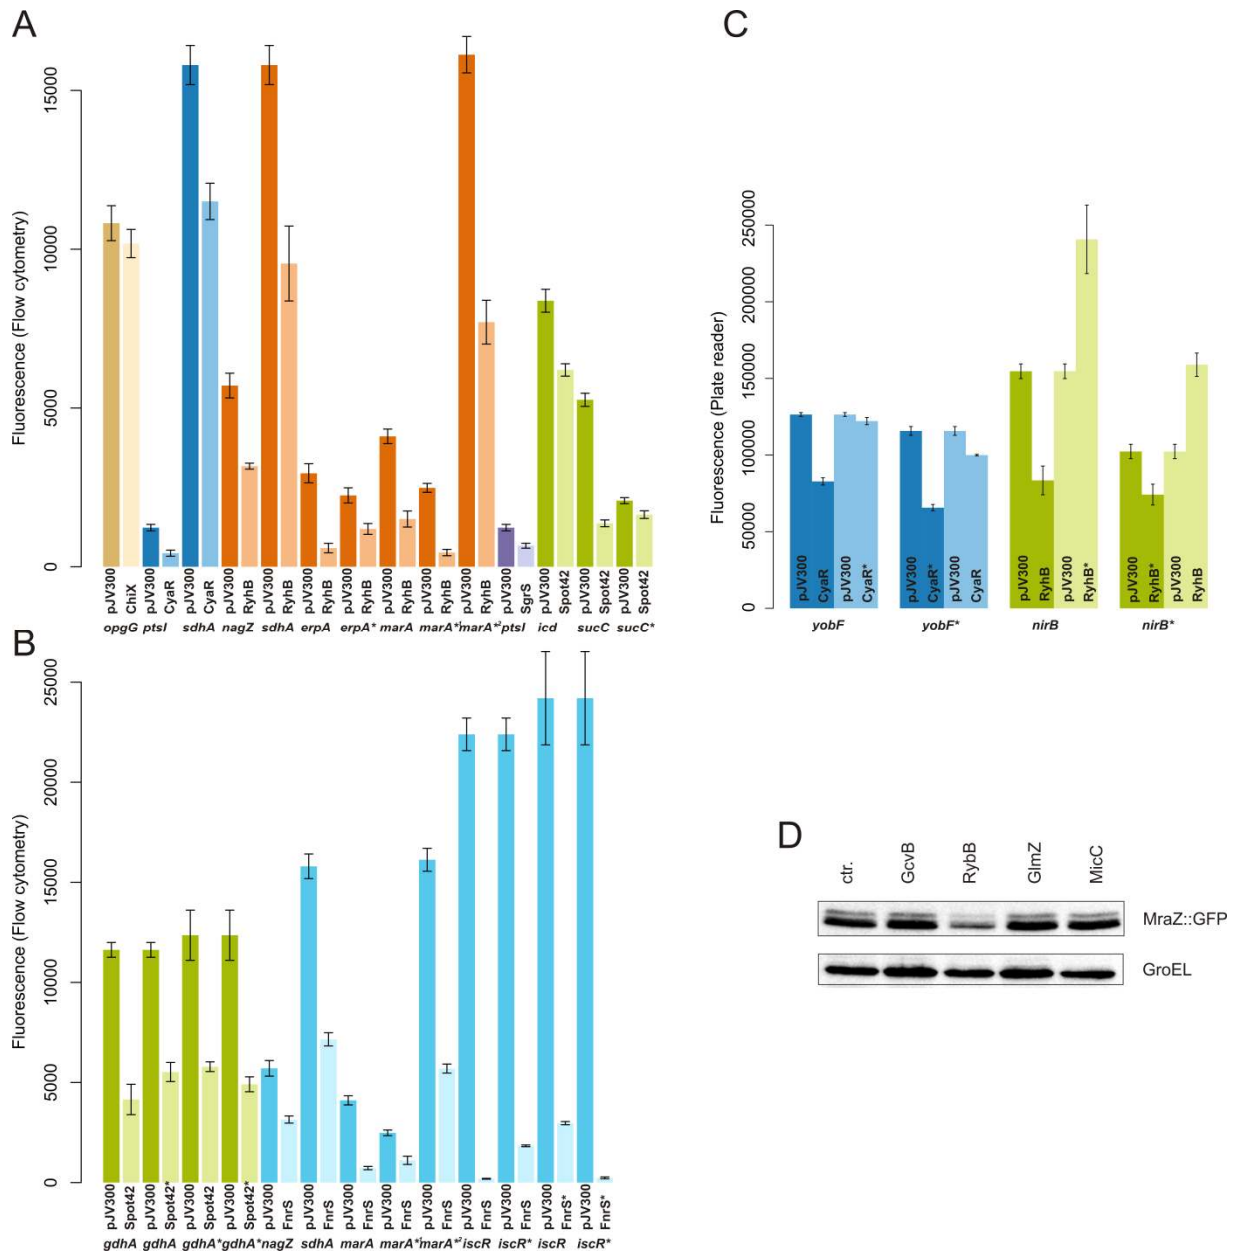 A
Fluorescence (Flow cytometry)
15000
10000
5000
0
pJV300 ChiX pJV300 CyaR pJV300 CyaR pJV300 RyhB pJV300 RyhB pJV300 RyhB pJV300 RyhB pJV300 RyhB pJV300 RyhB pJV300 RyhB pJV300 SgrS pJV300 Spot42 pJV300 Spot42 pJV300 Spot42
opgG ptsI sdhA nagZ sdhA erpA erpA* marA marA*¹ marA*² ptsI icd sucC sucC*
B
Fluorescence (Flow cytometry)
25000
20000
15000
10000
5000
0
pJV300 Spot42 pJV300 Spot42* pJV300 Spot42 pJV300 Spot42* pJV300 FnrS pJV300 FnrS pJV300 FnrS pJV300 FnrS pJV300 FnrS pJV300 FnrS pJV300 FnrS pJV300 FnrS* pJV300 FnrS*
gdhA gdhA gdhA* gdhA* nagZ sdhA marA marA*¹ marA*² iscR iscR* iscR iscR*
C
Fluorescence (Plate reader)
250000
200000
150000
100000
50000
0
pJV300 CyaR pJV300 CyaR* pJV300 CyaR* pJV300 CyaR pJV300 RyhB pJV300 RyhB* pJV300 RyhB* pJV300 RyhB
yobF yobF* nirB nirB*
D
ctr. GcvB RybB GlmZ MicC
MraZ::GFP
GroEL